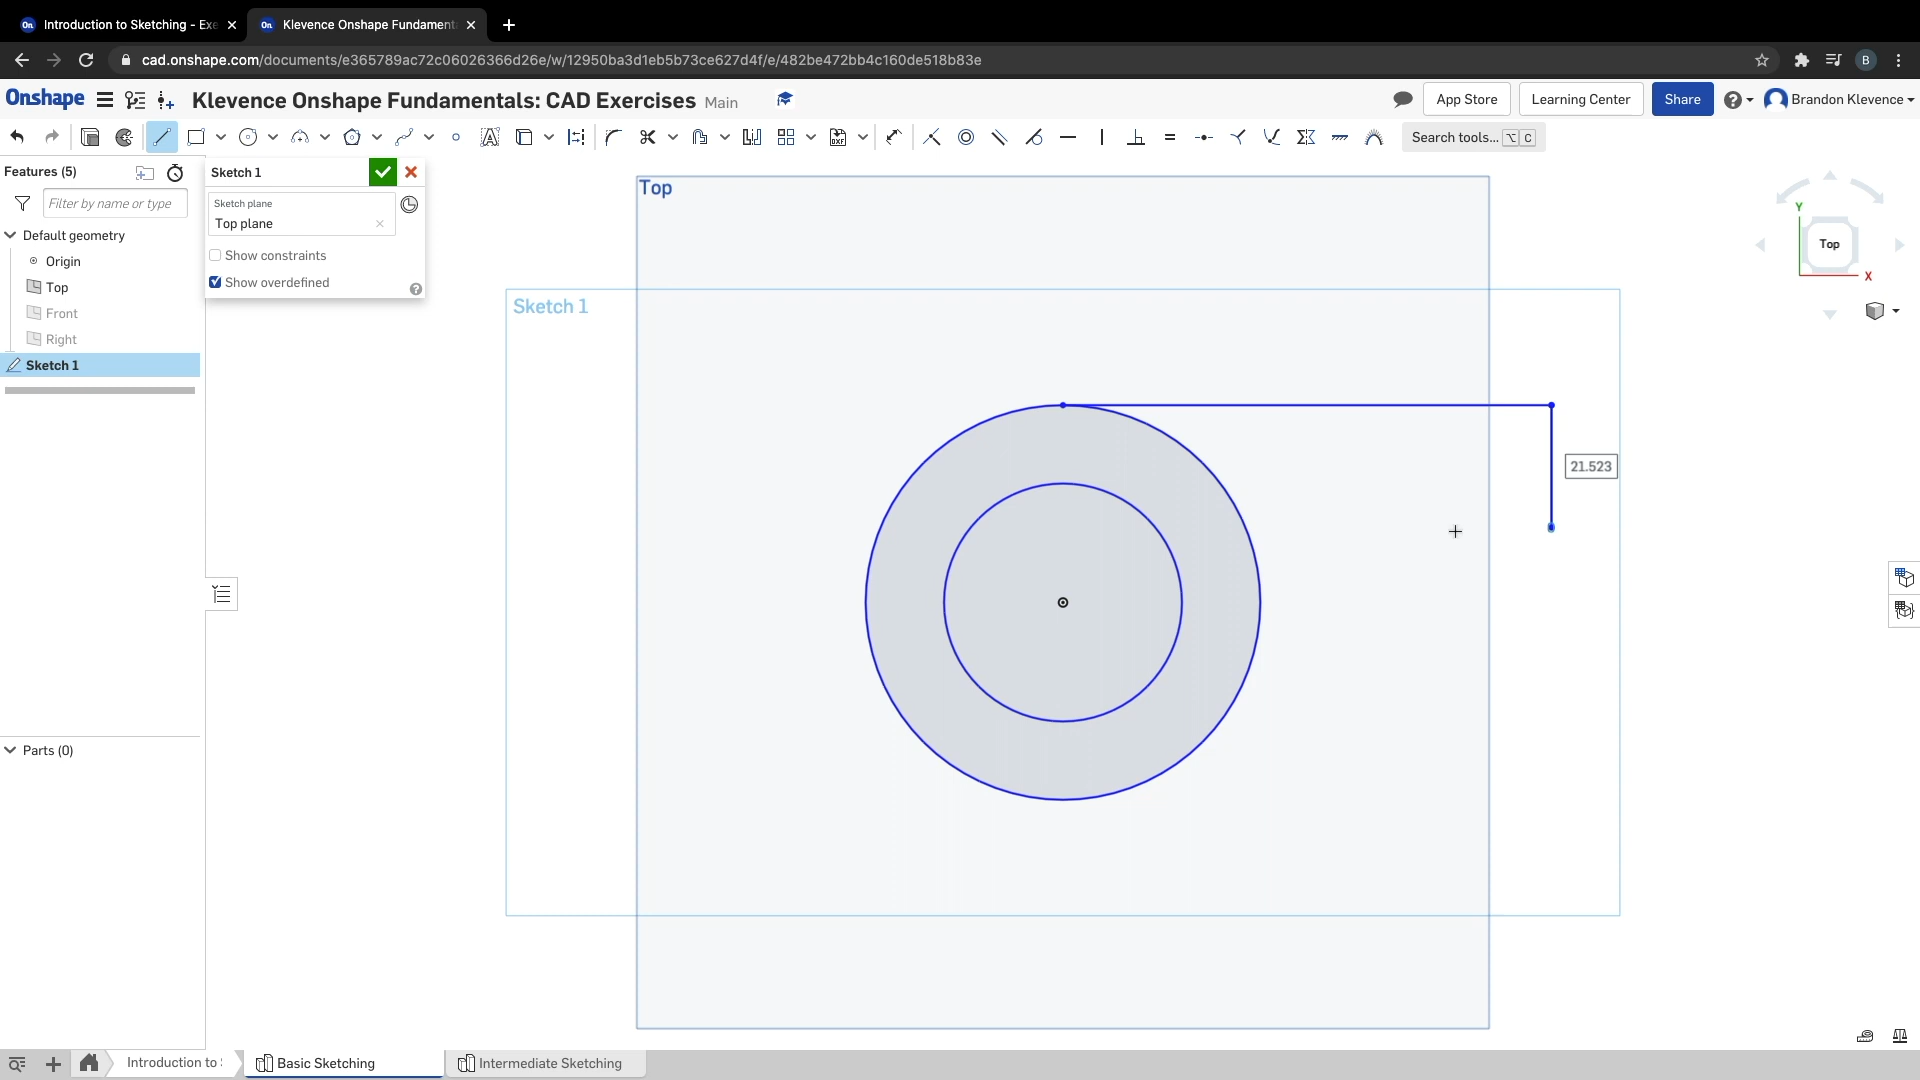 Introduction to Sketching - Exe
Klevence Onshape Fundament
cad.onshape.com/documents/e365789ac72c06026366d26e/w/12950ba3d1eb5b73ce627d4f/e/482be472bb4c160de518b83e
B
Onshape
Klevence Onshape Fundamentals: CAD Exercises Main
App Store
Learning Center
Share
Brandon Klevence
Search tools... ⌥ C
Features (5)
Sketch 1
Filter by name or type
Sketch plane
Top plane
Default geometry
Show constraints
Origin
Show overdefined
Top
Front
Right
Sketch 1
Top
Sketch 1
21.523
Y
Top
X
Parts (0)
Introduction to
Basic Sketching
Intermediate Sketching